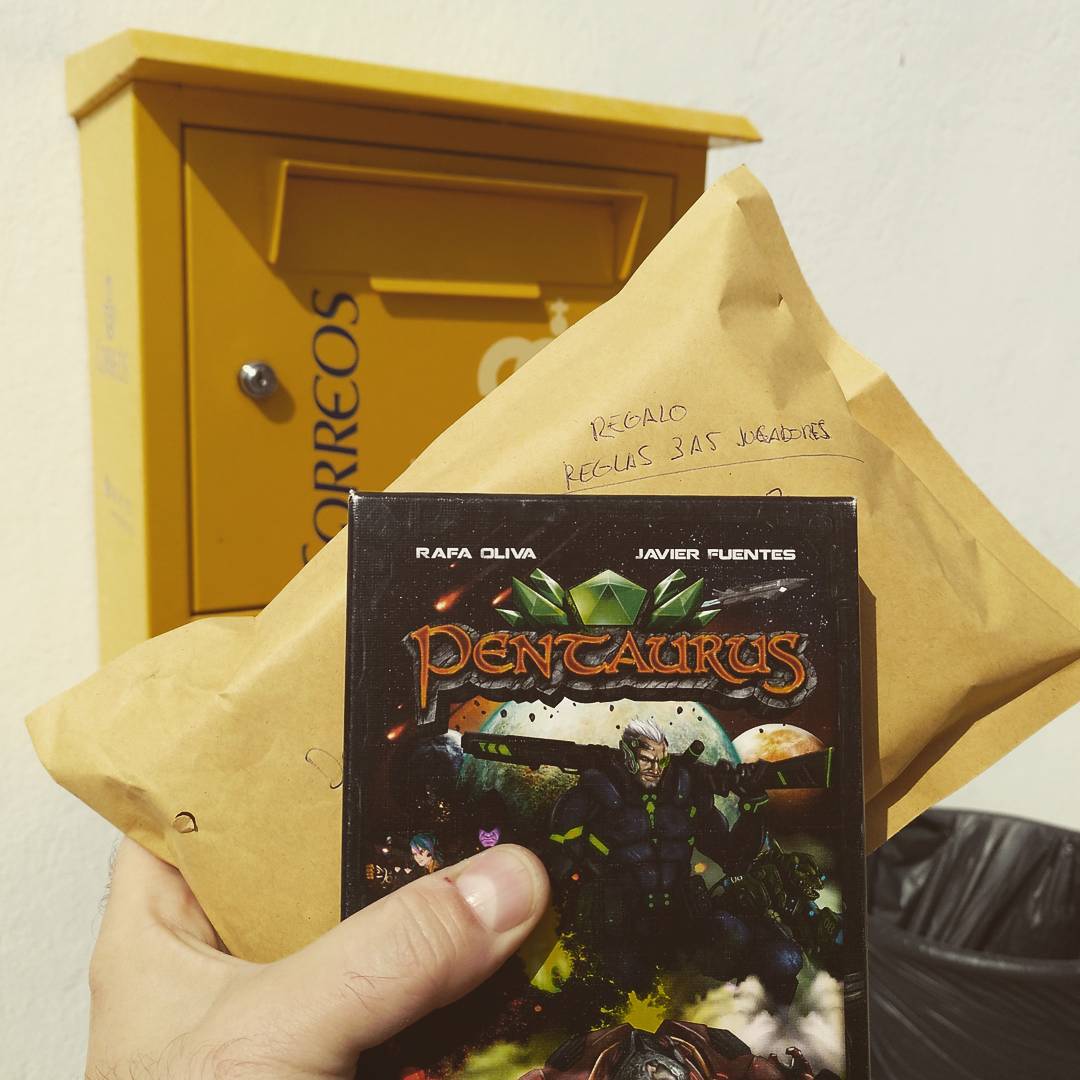 CORREOS
REGALO
REGLAS 3 A 5 JUGADORES
RAFA OLIVA JAVIER FUENTES
PENTAURUS